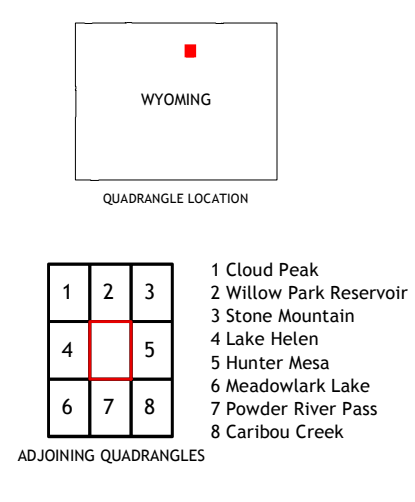 WYOMING
QUADRANGLE LOCATION
1 2 3
4 5
6 7 8
ADJOINING QUADRANGLES
1 Cloud Peak
2 Willow Park Reservoir
3 Stone Mountain
4 Lake Helen
5 Hunter Mesa
6 Meadowlark Lake
7 Powder River Pass
8 Caribou Creek